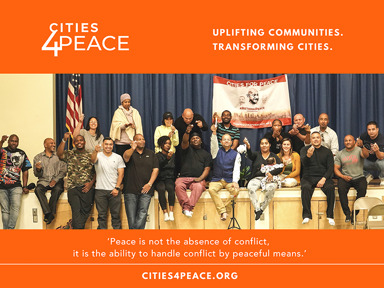 CITIES
4PEACE
UPLIFTING COMMUNITIES.
TRANSFORMING CITIES.
CITIES FOR PEACE
'Peace is not the absence of conflict,
it is the ability to handle conflict by peaceful means.'
CITIES4PEACE.ORG